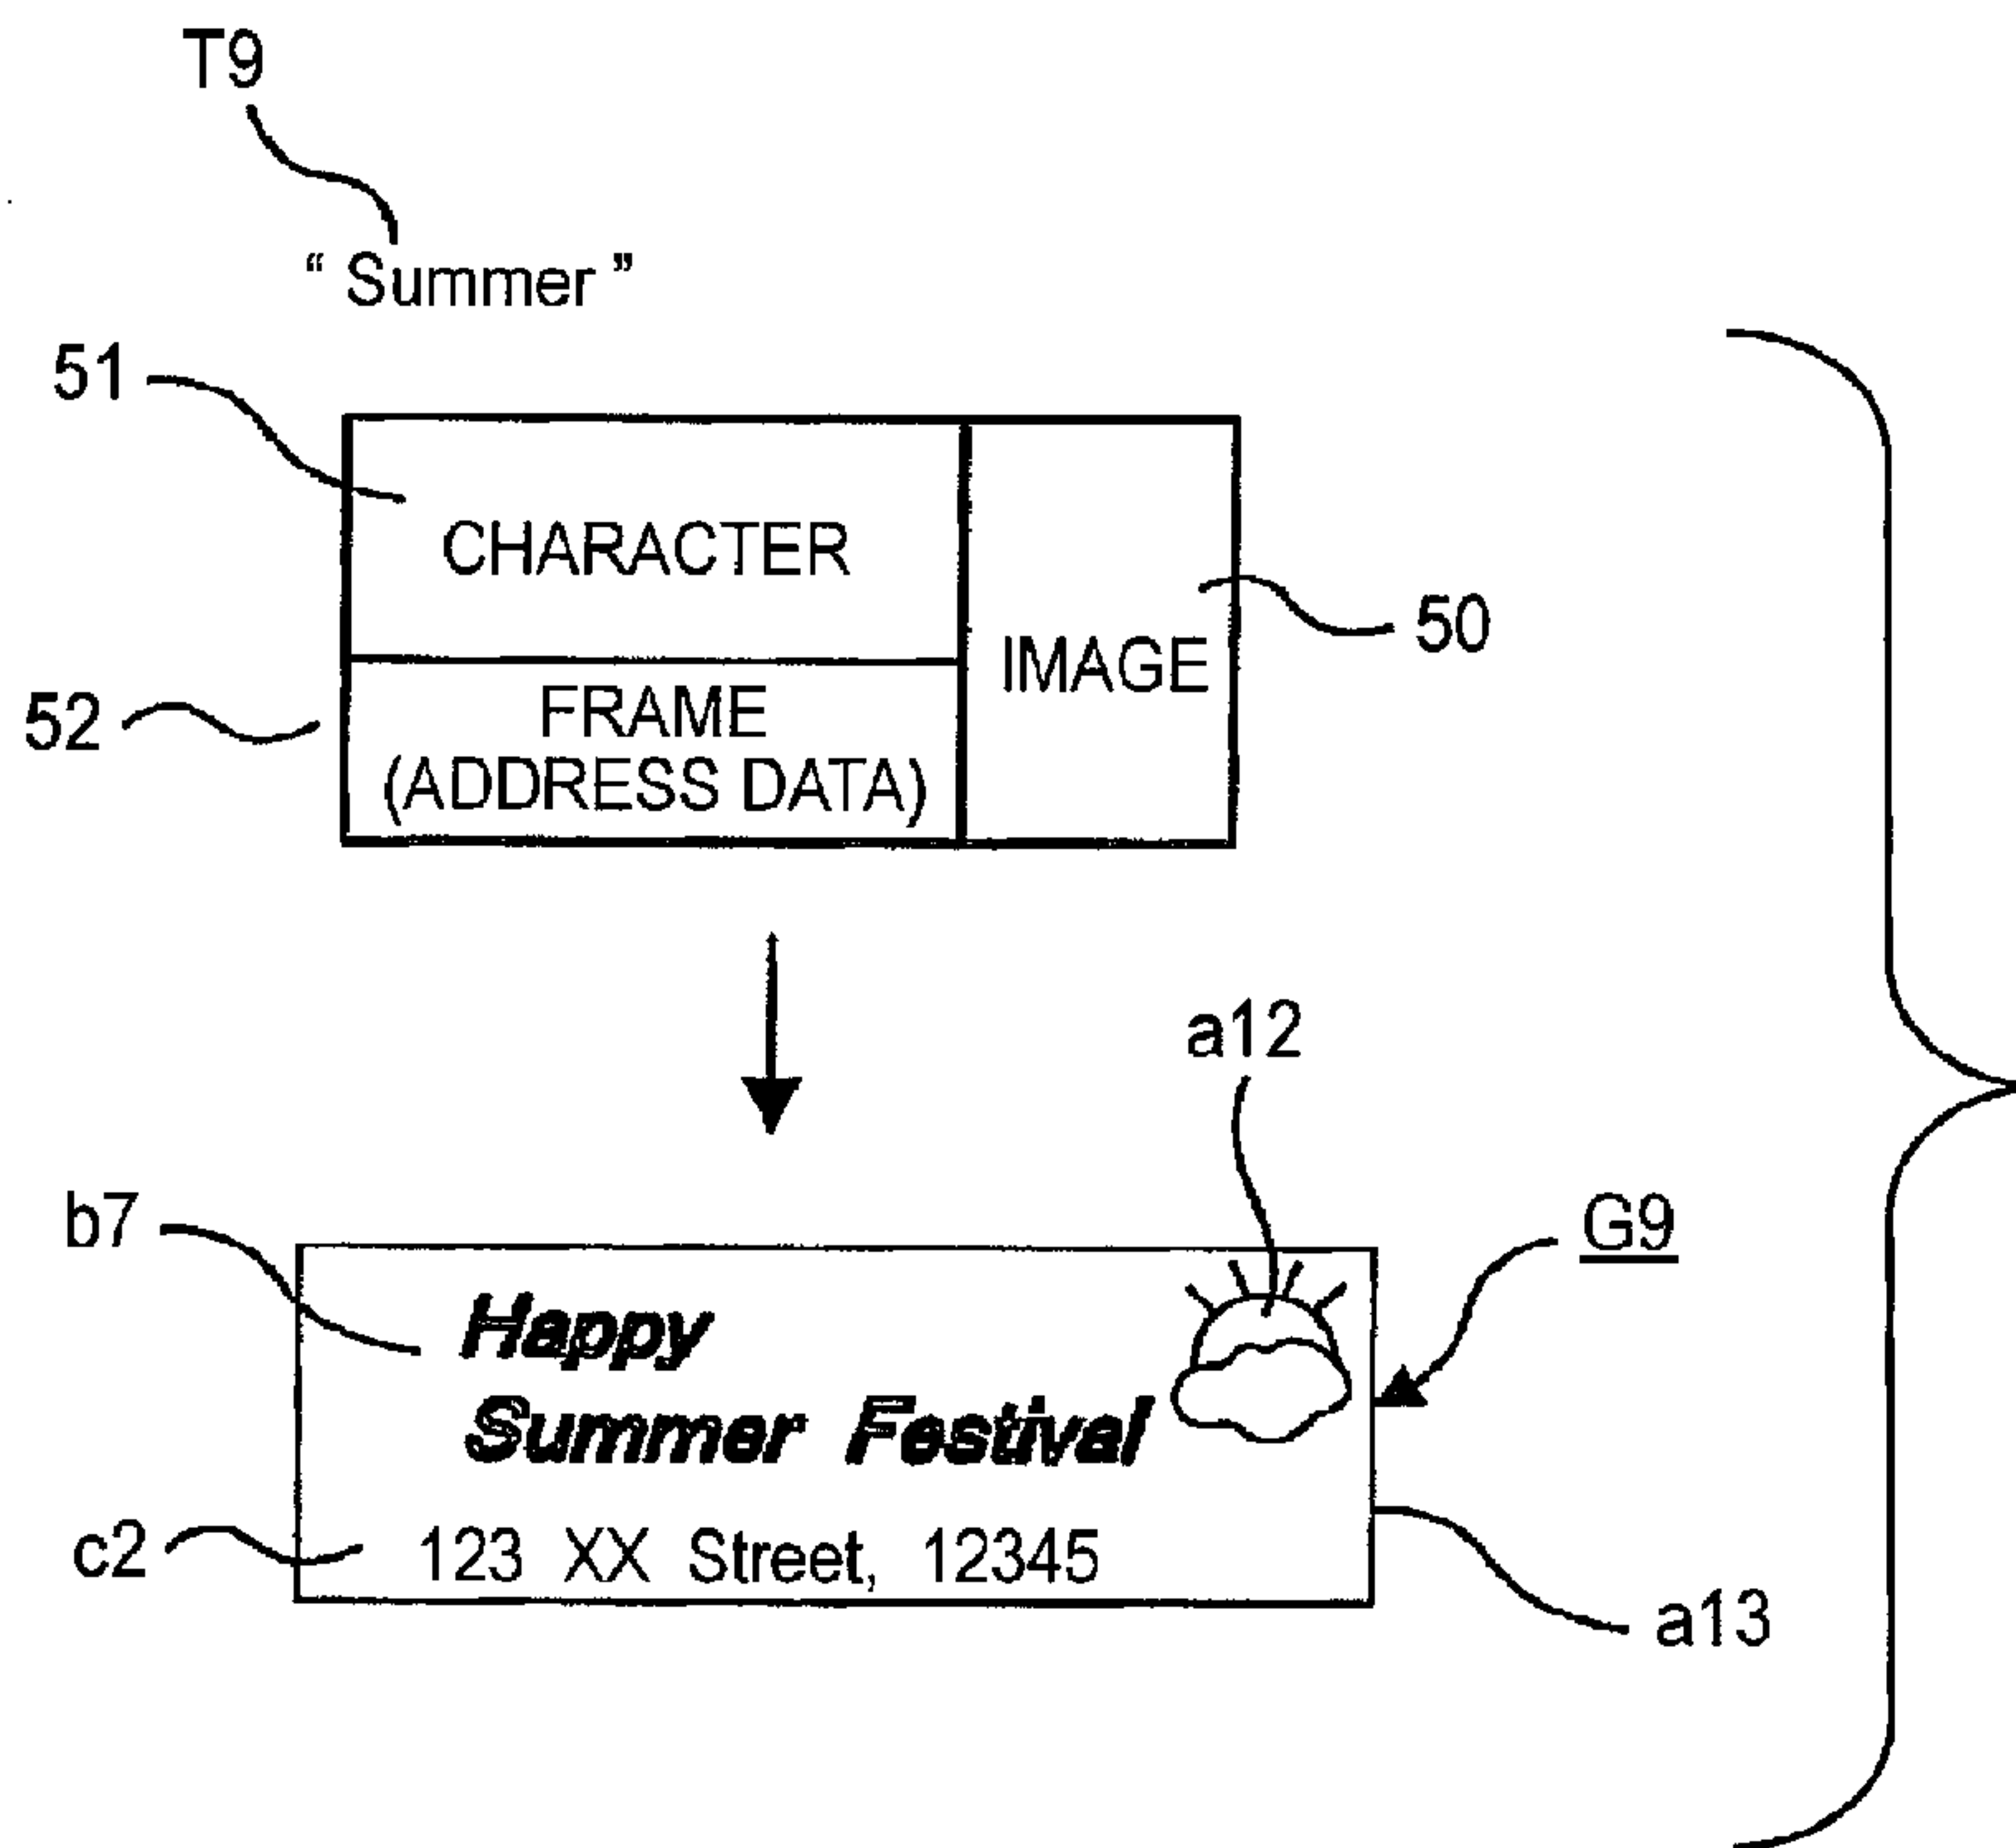 T9
“ Summer ”
51
CHARACTER
IMAGE
50
52
FRAME
(ADDRESS DATA)
a12
b7
G9
Happy
Summer Festival
c2
123 XX Street, 12345
a13